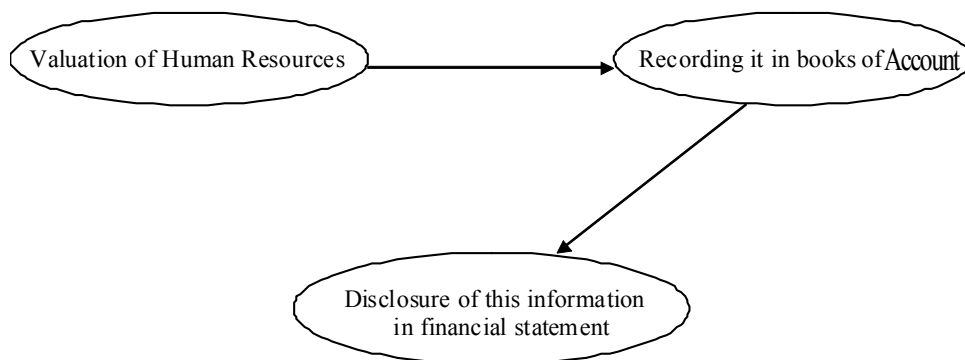 Valuation of Human Resources
Recording it in books of Account
Disclosure of this information
in financial statement